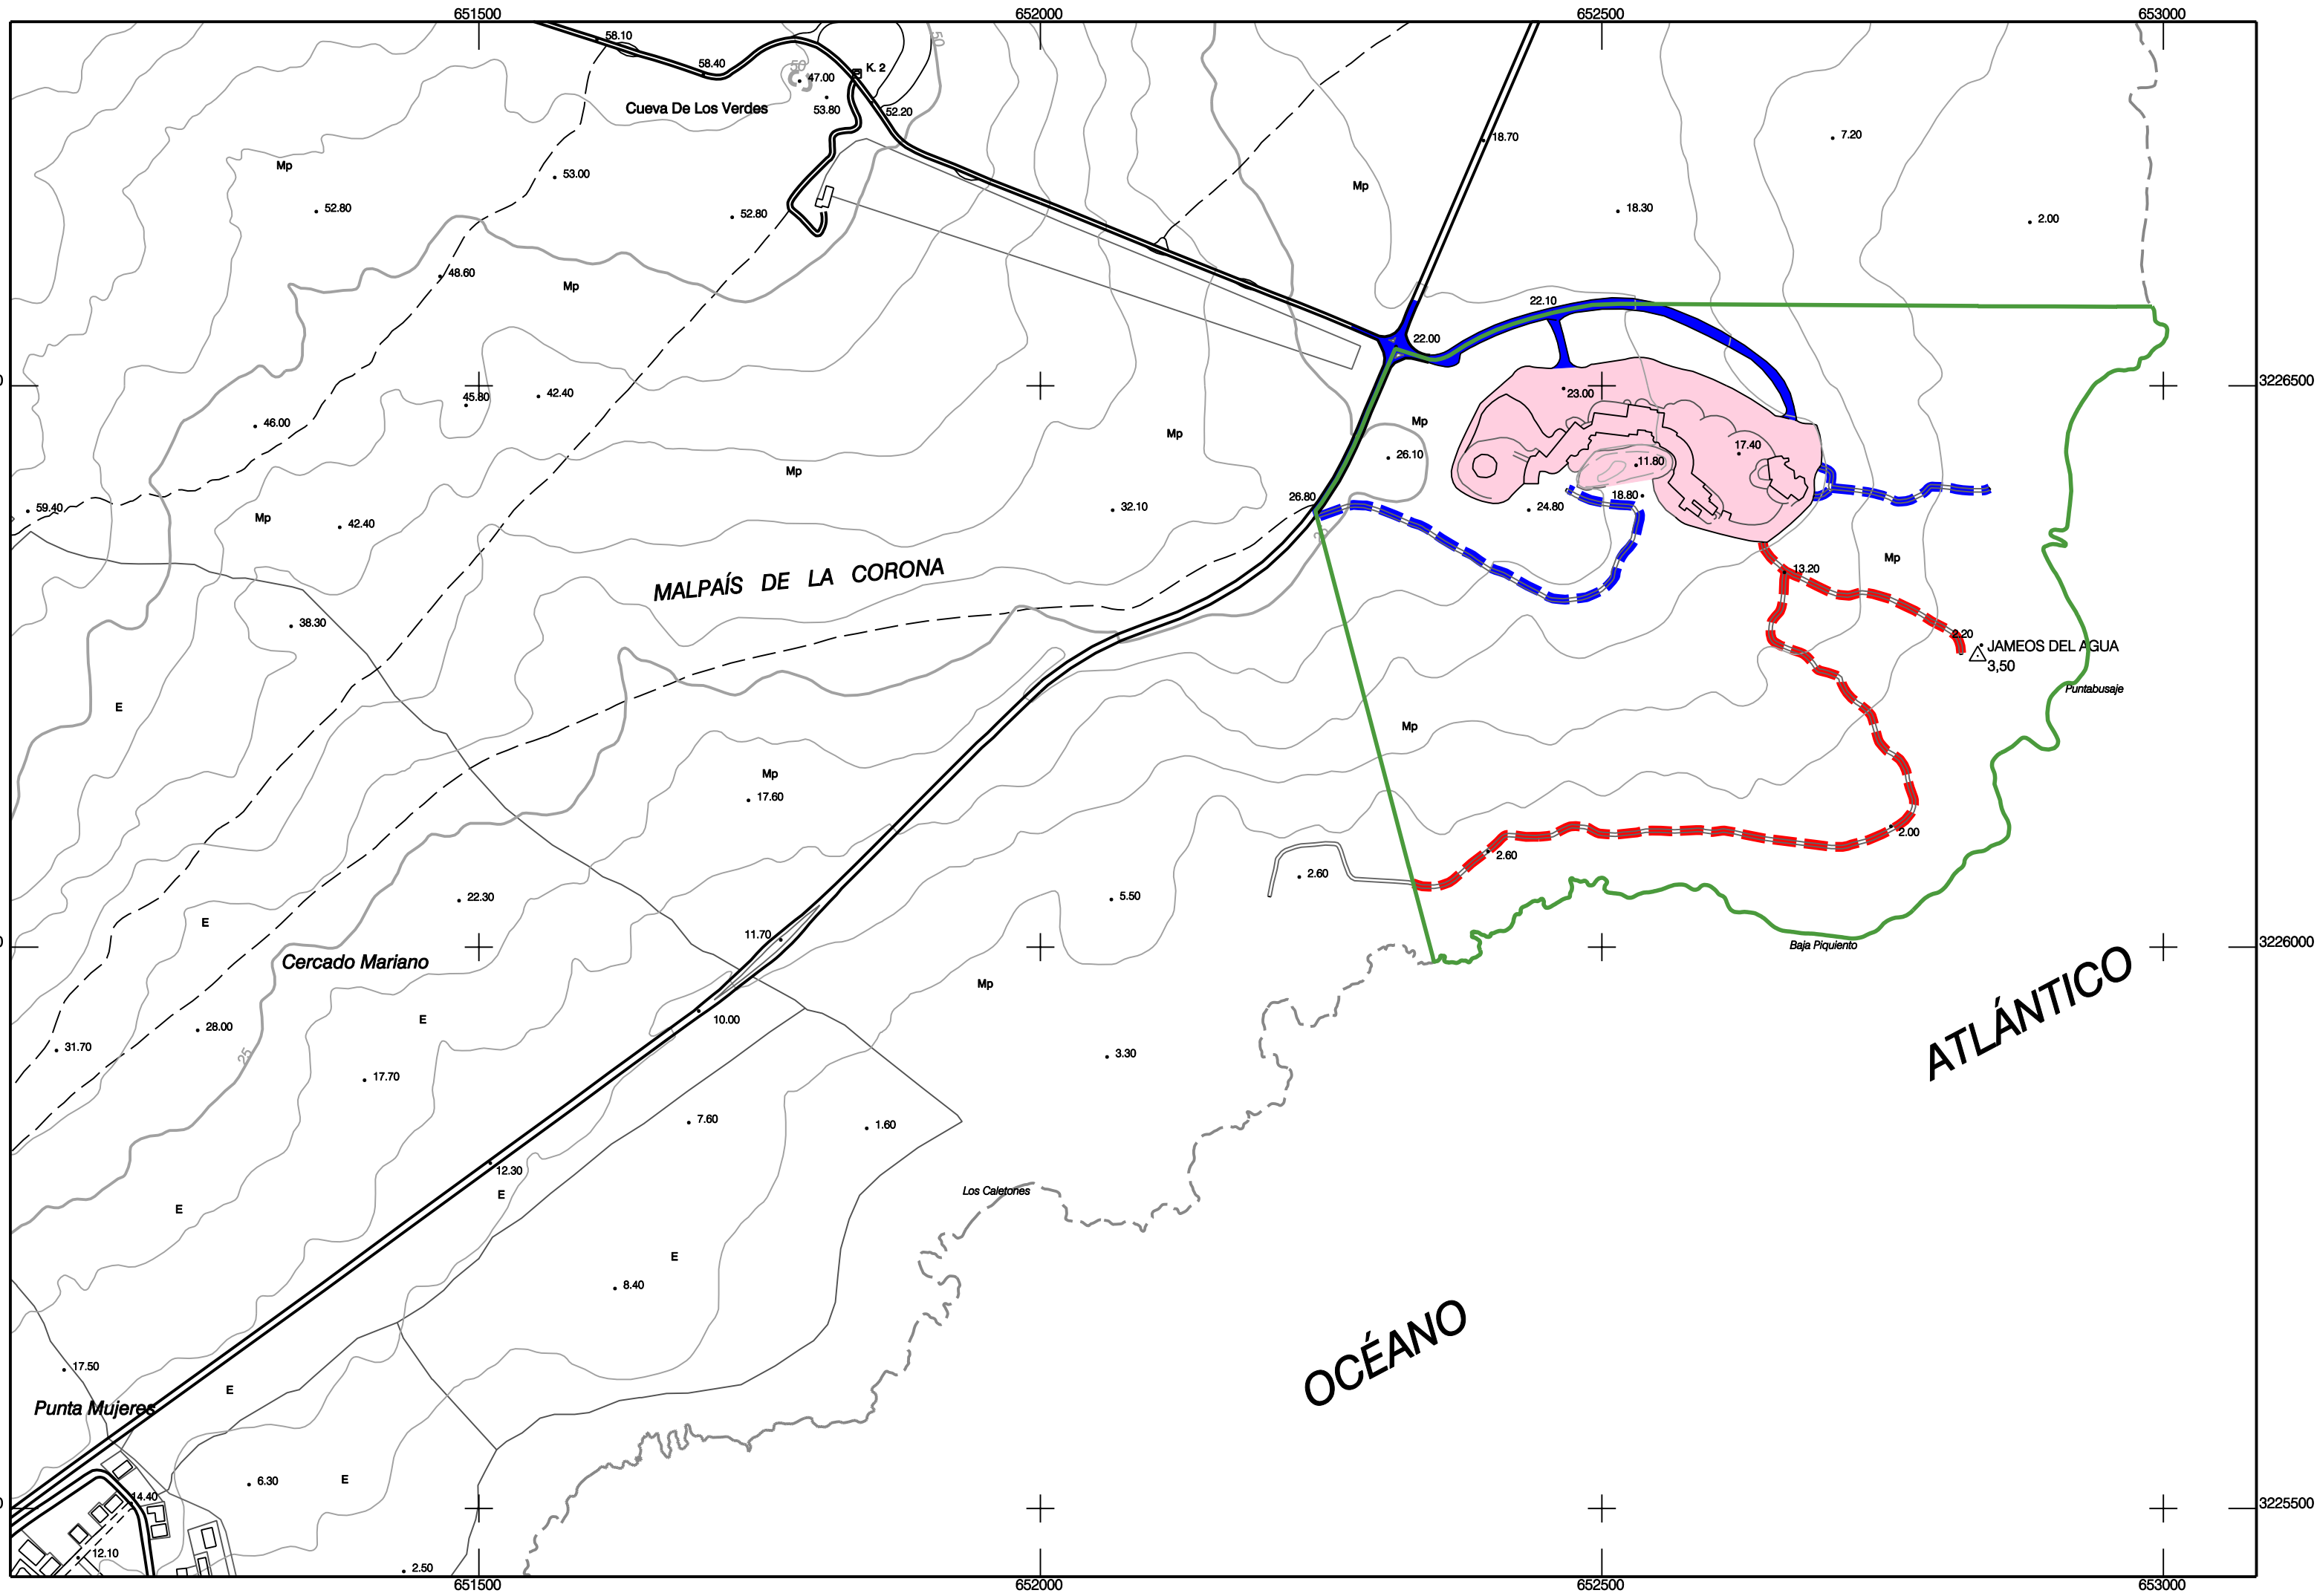 651500 652000 652500 653000
58.10
58.40
50
50
47.00
K. 2
53.80
52.20
Cueva De Los Verdes
18.70
7.20
Mp
53.00
Mp
52.80
52.80
18.30
2.00
48.60
Mp
22.10
22.00
3226500
45.80
42.40
23.00
46.00
Mp
Mp
17.40
Mp
26.10
11.80
59.40
Mp
42.40
32.10
26.80
24.80
18.80
Mp
MALPAÍS DE LA CORONA
13.20
38.30
2.20
JAMEOS DEL AGUA
3,50
Puntabusaje
E
Mp
Mp
17.60
2.00
2.60
2.60
22.30
5.50
E
11.70
Baja Piquiento
3226000
Cercado Mariano
Mp
ATLÁNTICO
E
10.00
28.00
25
31.70
3.30
17.70
7.60
1.60
12.30
Los Caletones
E
E
E
8.40
OCÉANO
17.50
E
Punta Mujeres
6.30
E
14.40
3225500
12.10
2.50
651500 652000 652500 653000